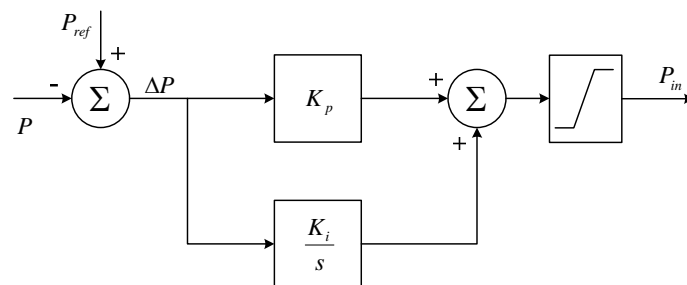 P_ref
+
-
Σ
ΔP
P
K_p
+
Σ
+
P_in
K_i
s